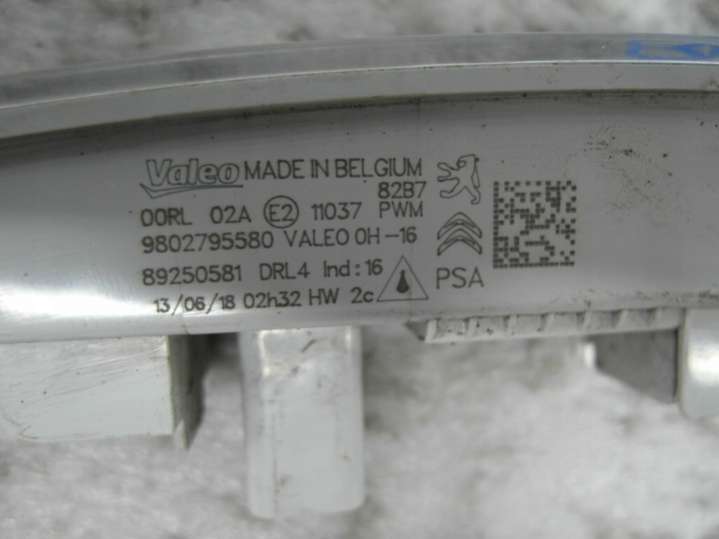 Valeo MADE IN BELGIUM
82B7
00RL 02A E2 11037 PWM
9802795580 VALEO 0H-16
89250581 DRL4 Ind:16 PSA
13/06/18 02h32 HW 2c